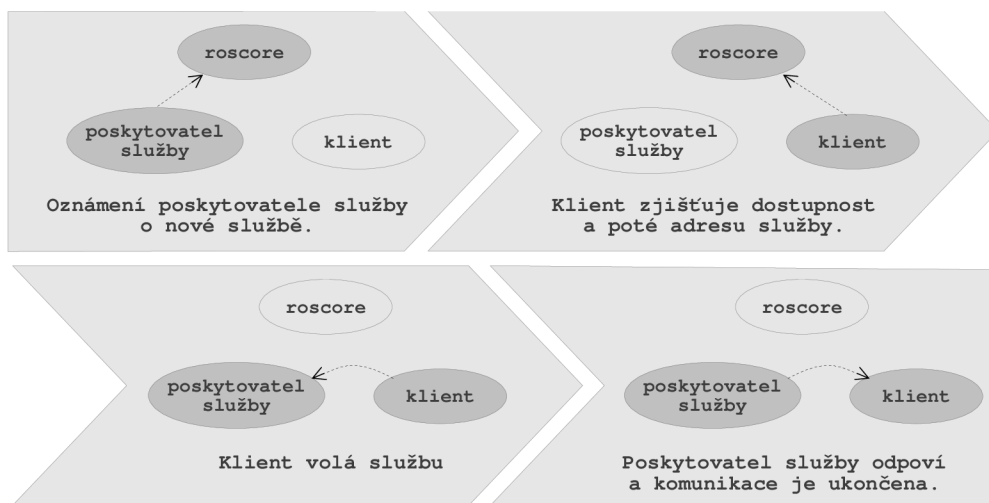 roscore
poskytovatel
služby
klient
Oznámení poskytovatele služby
o nové službě.
roscore
poskytovatel
služby
klient
Klient zjišťuje dostupnost
a poté adresu služby.
roscore
poskytovatel
služby
klient
Klient volá službu
roscore
poskytovatel
služby
klient
Poskytovatel služby odpoví
a komunikace je ukončena.